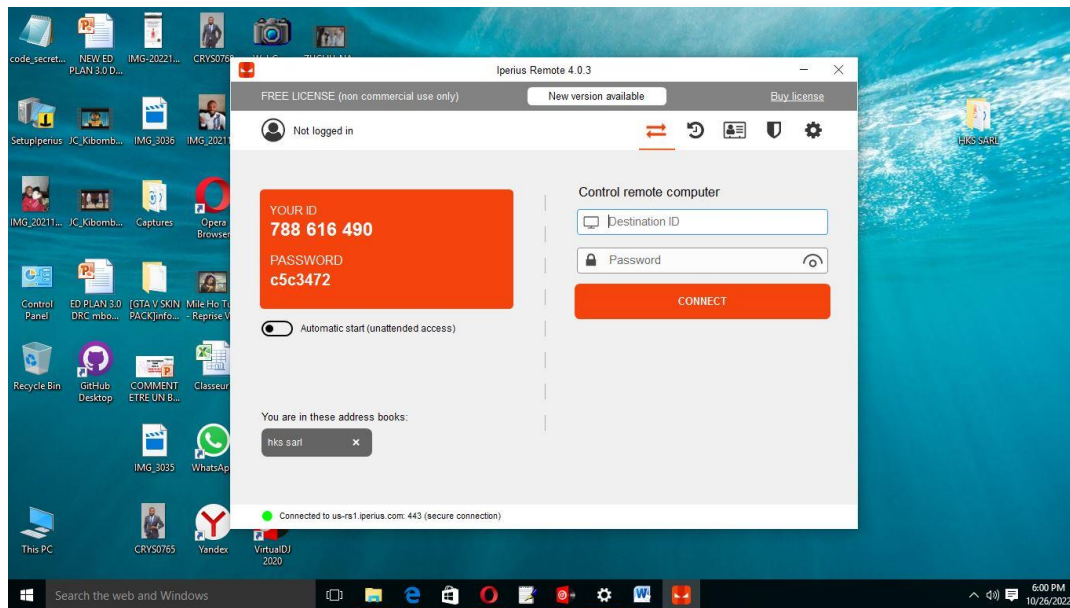 code_secret...
NEW ED
PLAN 3.0 D...
IMG-20221...
Iperius Remote 4.0.3
FREE LICENSE (non commercial use only)
New version available
Buy license
Not logged in
SetupIperius
JC_Kibomb...
IMG_3036
IMG_2021
HKS SARL
YOUR ID
788 616 490
PASSWORD
c5c3472
Control remote computer
Destination ID
Password
CONNECT
IMG_20211...
JC_Kibomb...
Captures
Opera
Browser
Control
Panel
ED PLAN 3.0
DRC mbo...
[GTA V SKIN
PACK]info...
Mile Ho Tu
- Reprise V
Automatic start (unattended access)
Recycle Bin
GitHub
Desktop
COMMENT
ETRE UN B...
Classeur
You are in these address books:
hks sarl
IMG_3035
WhatsAp
Connected to us-rs1.iperius.com: 443 (secure connection)
This PC
CRYS0765
Yandex
VirtualDJ
2020
Search the web and Windows
6:00 PM
10/26/2022